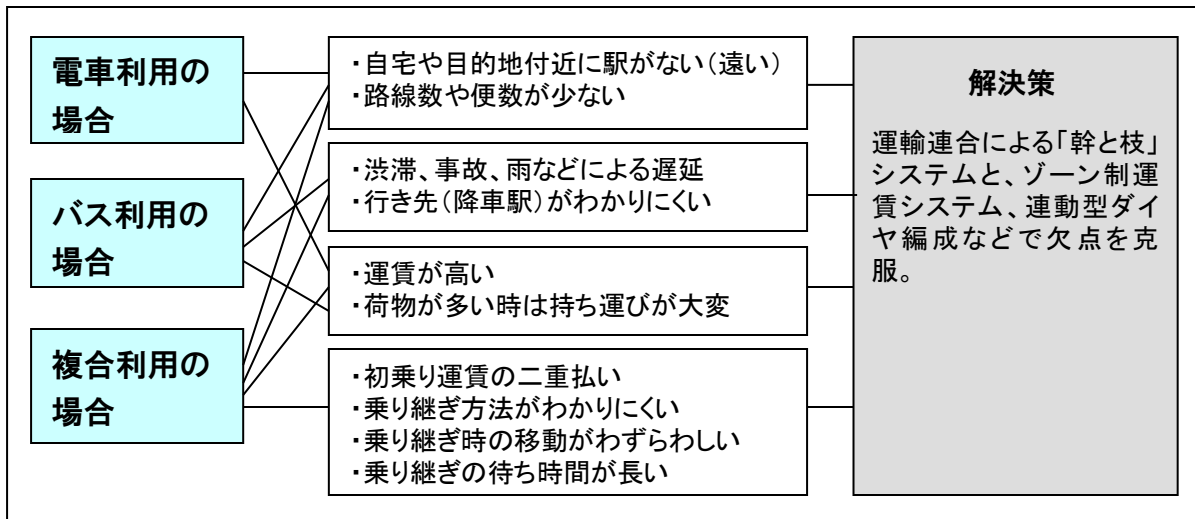 電車利用の
場合
バス利用の
場合
複合利用の
場合
・自宅や目的地付近に駅がない（遠い）
・路線数や便数が少ない
・渋滞、事故、雨などによる遅延
・行き先（降車駅）がわかりにくい
・運賃が高い
・荷物が多い時は持ち運びが大変
・初乗り運賃の二重払い
・乗り継ぎ方法がわかりにくい
・乗り継ぎ時の移動がわずらわしい
・乗り継ぎの待ち時間が長い
解決策
運輸連合による「幹と枝」
システムと、ゾーン制運
賃システム、連動型ダイ
ヤ編成などで欠点を克
服。